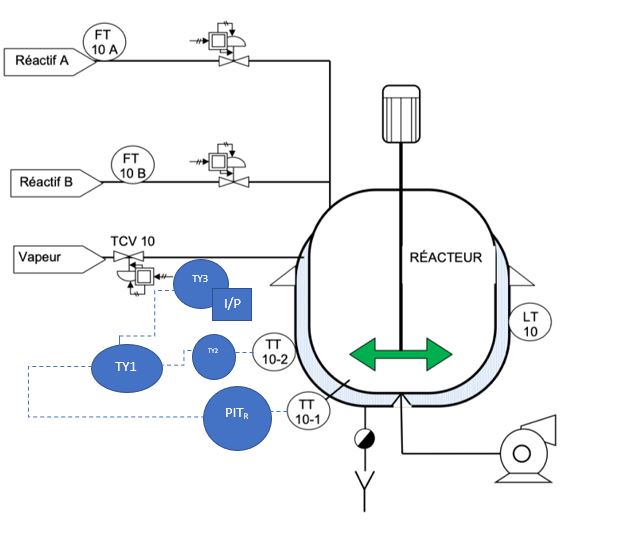 FT
10 A
Réactif A
FT
10 B
Réactif B
TCV 10
Vapeur
RÉACTEUR
TY3
I/P
LT
10
TT
10-2
TY2
TY1
PITR
TT
10-1